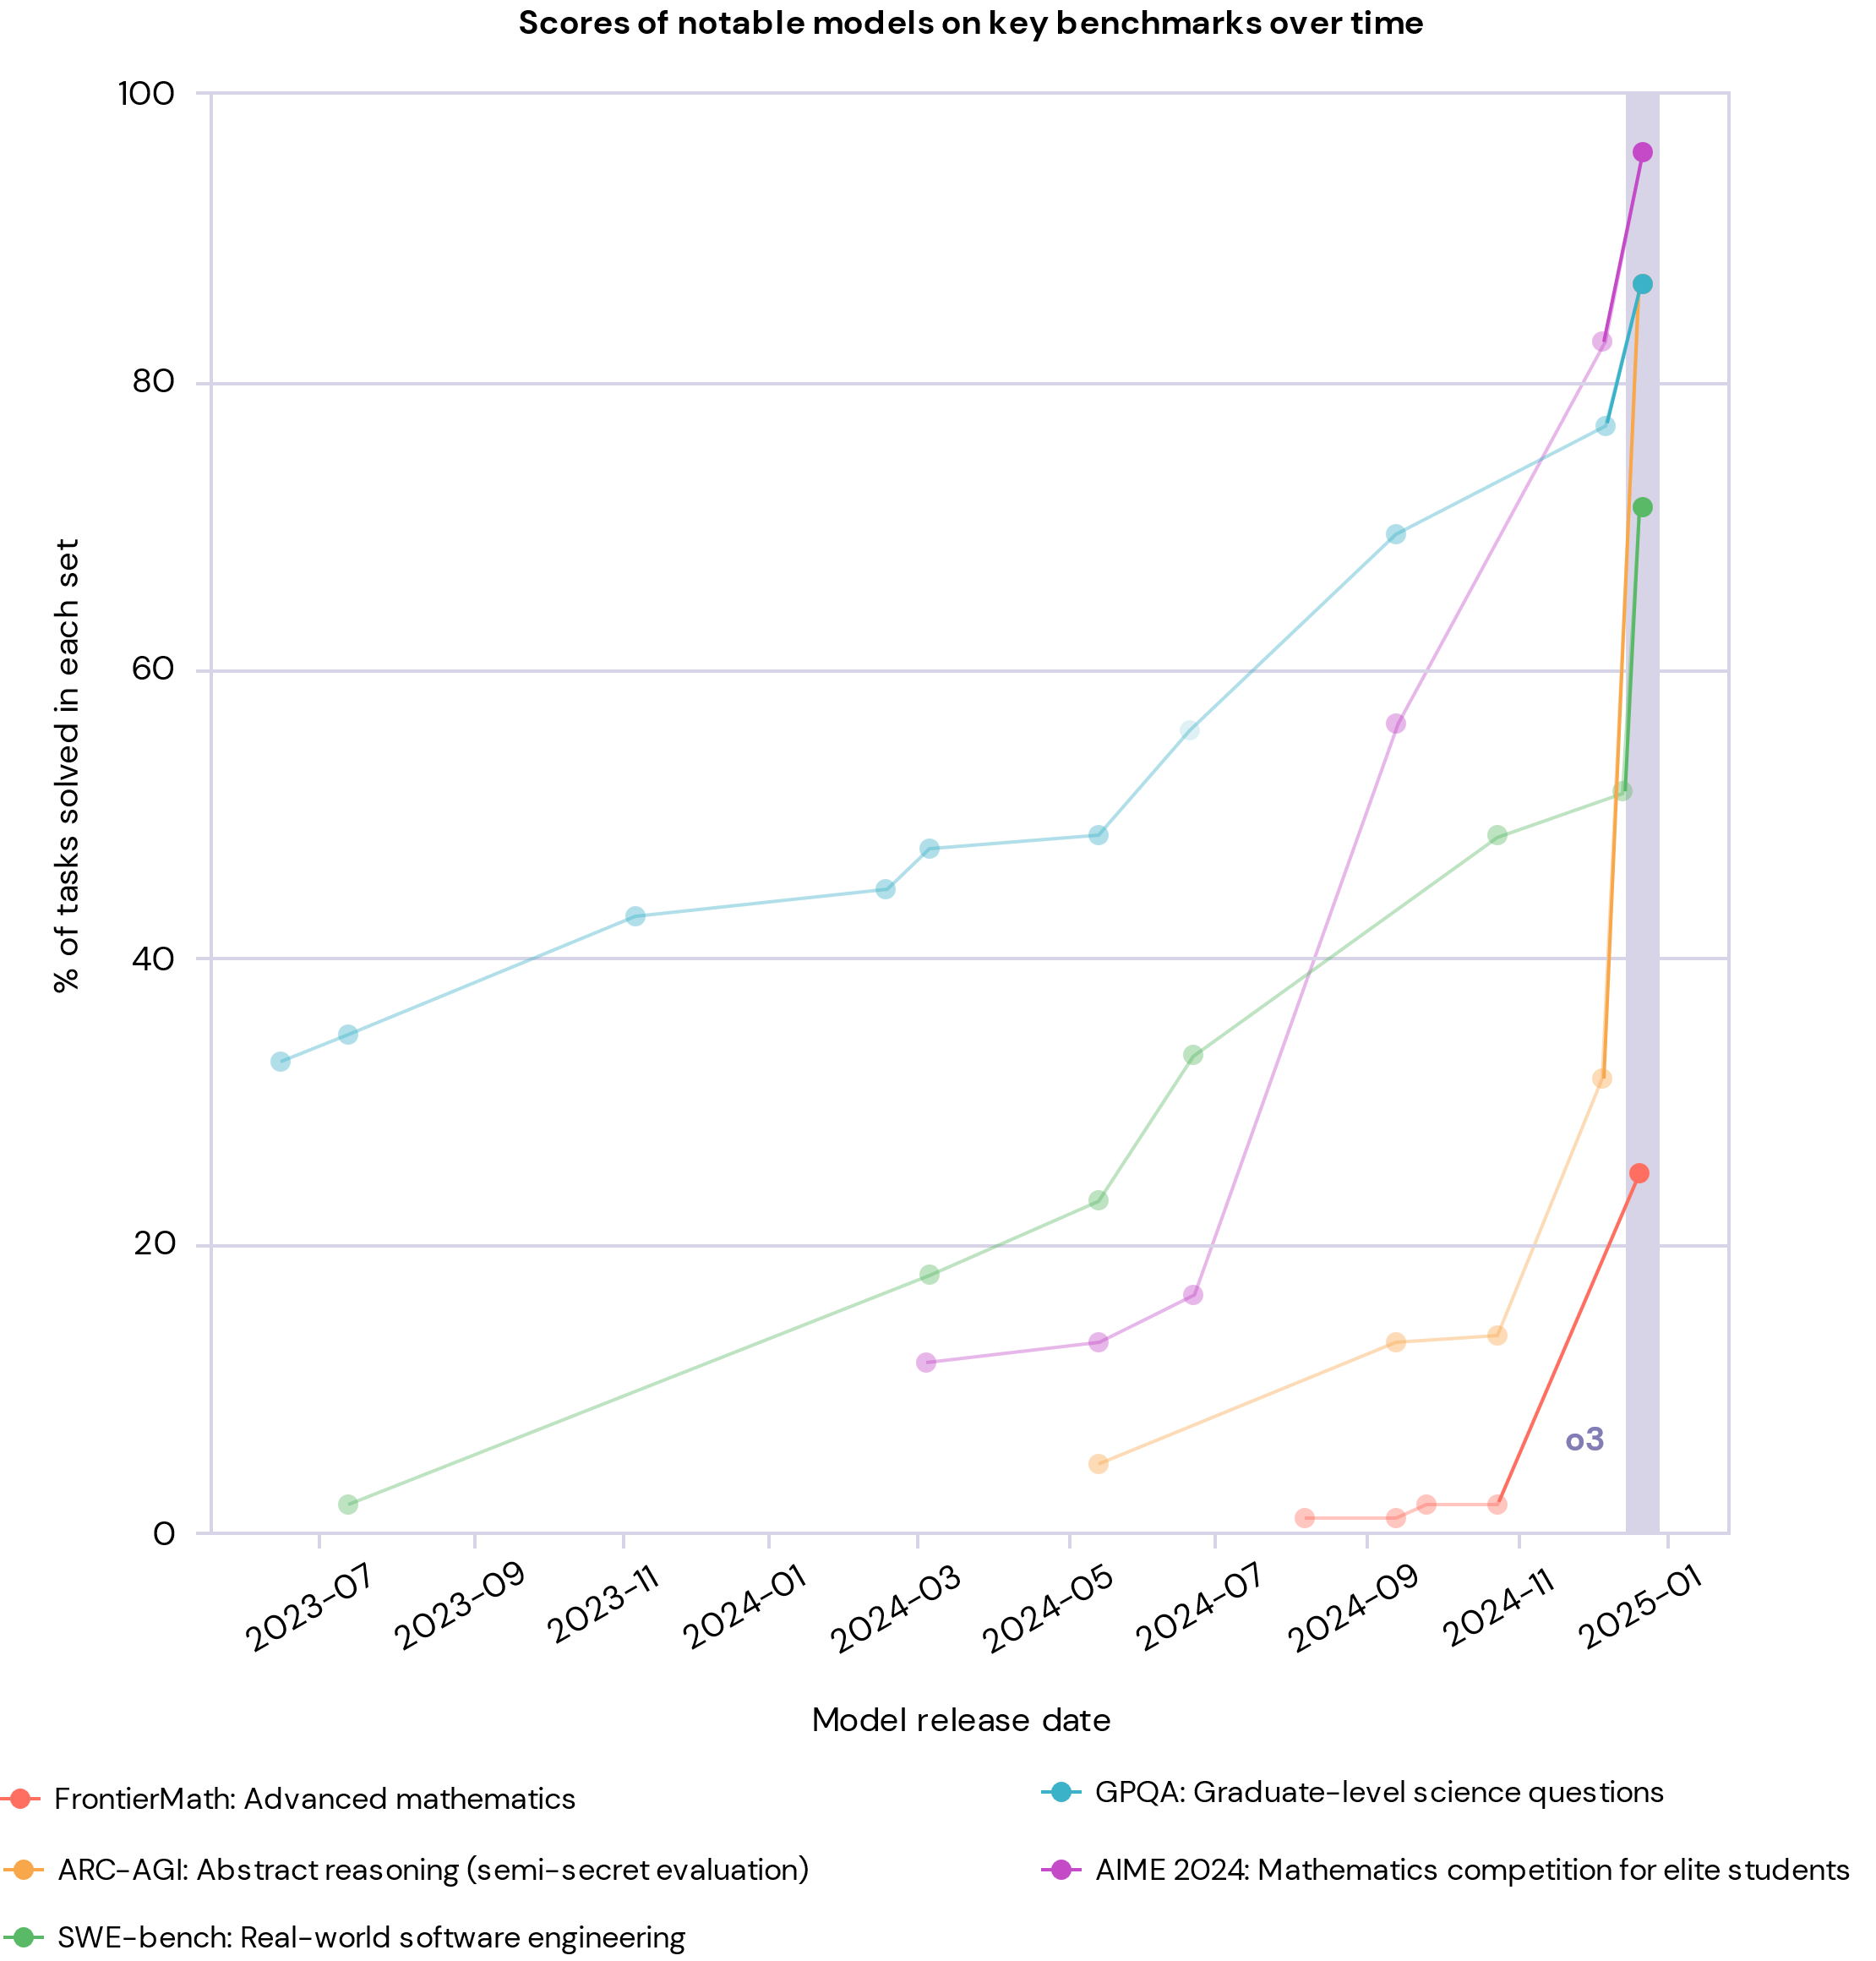 Scores of notable models on key benchmarks over time
100
80
60
40
20
0
% of tasks solved in each set
o3
2023-07
2023-09
2023-11
2024-01
2024-03
2024-05
2024-07
2024-09
2024-11
2025-01
Model release date
FrontierMath: Advanced mathematics
ARC-AGI: Abstract reasoning (semi-secret evaluation)
SWE-bench: Real-world software engineering
GPQA: Graduate-level science questions
AIME 2024: Mathematics competition for elite students